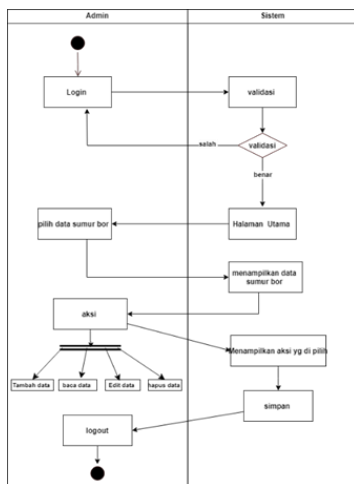 Admin
Sistem
Login
validasi
salah
validasi
benar
pilih data sumur bor
Halaman Utama
menampilkan data
sumur bor
aksi
Menampilkan aksi yg di pilih
Tambah data
baca data
Edit data
hapus data
simpan
logout